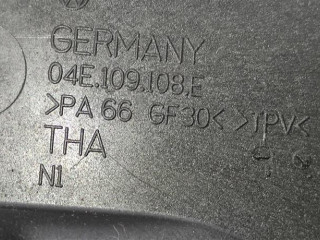 GERMANY
04E.109.108.E
>PA 66 GF30< >TPV<
THA
N1